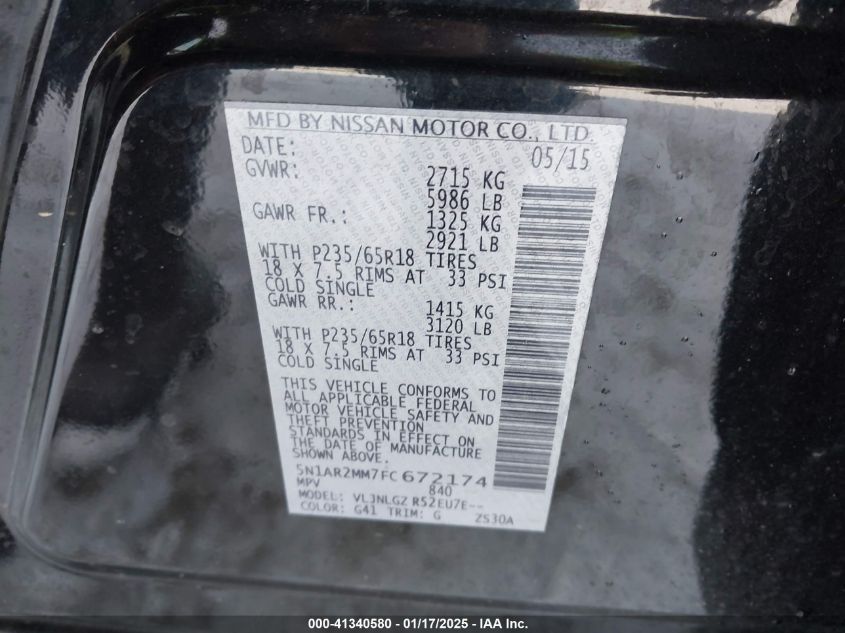 MFD BY NISSAN MOTOR CO., LTD.
DATE: 05/15
GVWR: 2715 KG
5986 LB
GAWR FR.: 1325 KG
2921 LB
WITH P235/65R18 TIRES
18 X 7.5 RIMS AT 33 PSI
COLD SINGLE
GAWR RR.: 1415 KG
3120 LB
WITH P235/65R18 TIRES
18 X 7.5 RIMS AT 33 PSI
COLD SINGLE
THIS VEHICLE CONFORMS TO
ALL APPLICABLE FEDERAL
MOTOR VEHICLE SAFETY AND
THEFT PREVENTION
STANDARDS IN EFFECT ON
THE DATE OF MANUFACTURE
SHOWN ABOVE.
5N1AR2MM7FC672174
MPV 840
MODEL: VLJNLGZ R52EU7E--
COLOR: G41 TRIM: G ZS30A
000-41340580 - 01/17/2025 - IAA Inc.